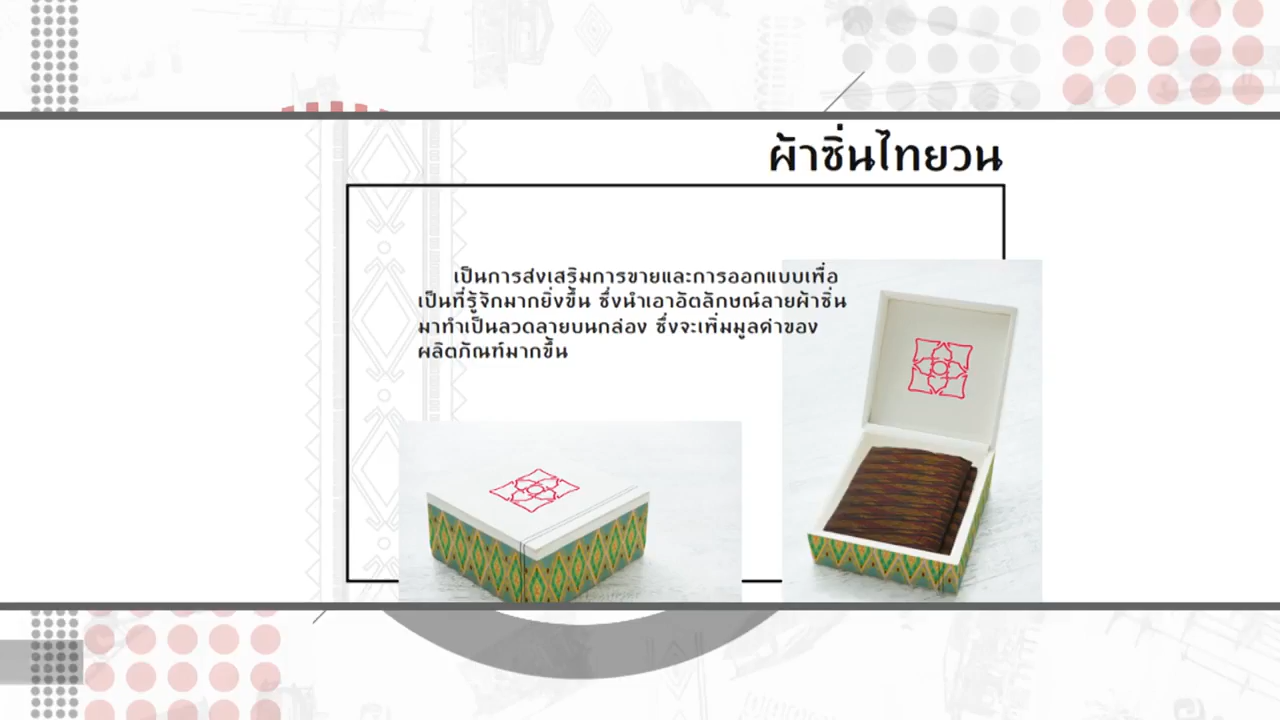 ผ้าซิ่นไทยวน
เป็นการส่งเสริมการขายและการออกแบบเพื่อ
เป็นที่รู้จักมากยิ่งขึ้น ซึ่งนำเอาอัตลักษณ์ลายผ้าซิ่น
มาทำเป็นลวดลายบนกล่อง ซึ่งจะเพิ่มมูลค่าของ
ผลิตภัณฑ์มากขึ้น